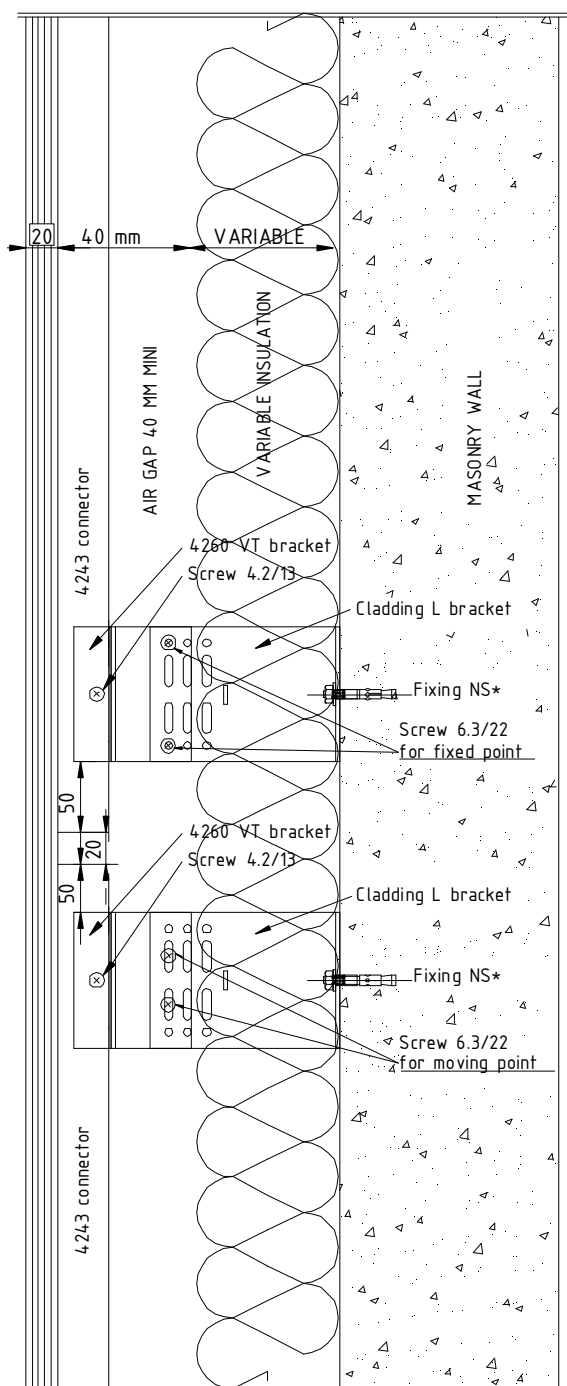 20
40 mm
VARIABLE
AIR GAP 40 MM MINI
VARIABLE INSULATION
MASONRY WALL
4243 connector
4260 VT bracket
Screw 4.2/13
Cladding L bracket
Fixing NS*
Screw 6.3/22
for fixed point
50
20
50
4260 VT bracket
Screw 4.2/13
Cladding L bracket
Fixing NS*
Screw 6.3/22
for moving point
4243 connector